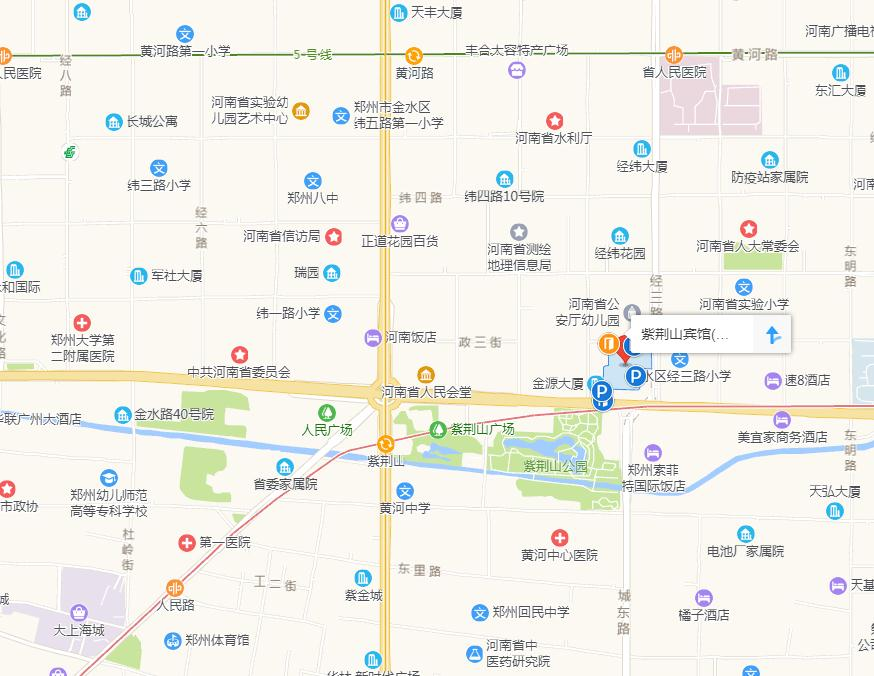 天丰大厦
黄河路第一小学
5号线
丰合大容特产广场
黄河路
河南广播电视
人民医院
黄河路
省人民医院
经八路
东汇大厦
河南省实验幼
儿园艺术中心
郑州市金水区
纬五路第一小学
长城公寓
河南省水利厅
经纬大厦
纬三路小学
防疫站家属院
郑州八中
纬四路
纬四路10号院
河南
经六路
河南省信访局
正道花园百货
河南省测绘
地理信息局
经纬花园
河南省人大常委会
东明路
永和国际
军社大厦
瑞园
经三路
河南省实验小学
河南省公
安厅幼儿园
纬一路小学
文化路
郑州大学第
二附属医院
河南饭店
政三街
紫荆山宾馆(...
中共河南省委员会
河南省人民会堂
金源大厦
水区经三路小学
速8酒店
华联广州大酒店
金水路40号院
人民广场
紫荆山广场
美宜家商务酒店
东明路
紫荆山
紫荆山公园
郑州索菲
特国际饭店
省委家属院
市政协
郑州幼儿师范
高等专科学校
黄河中学
天弘大厦
杜岭街
第一医院
黄河中心医院
电池厂家属院
东里路
工二街
人民路
紫金城
城东路
橘子酒店
天基
城
大上海城
郑州体育馆
郑州回民中学
河南省中
医药研究院
公司